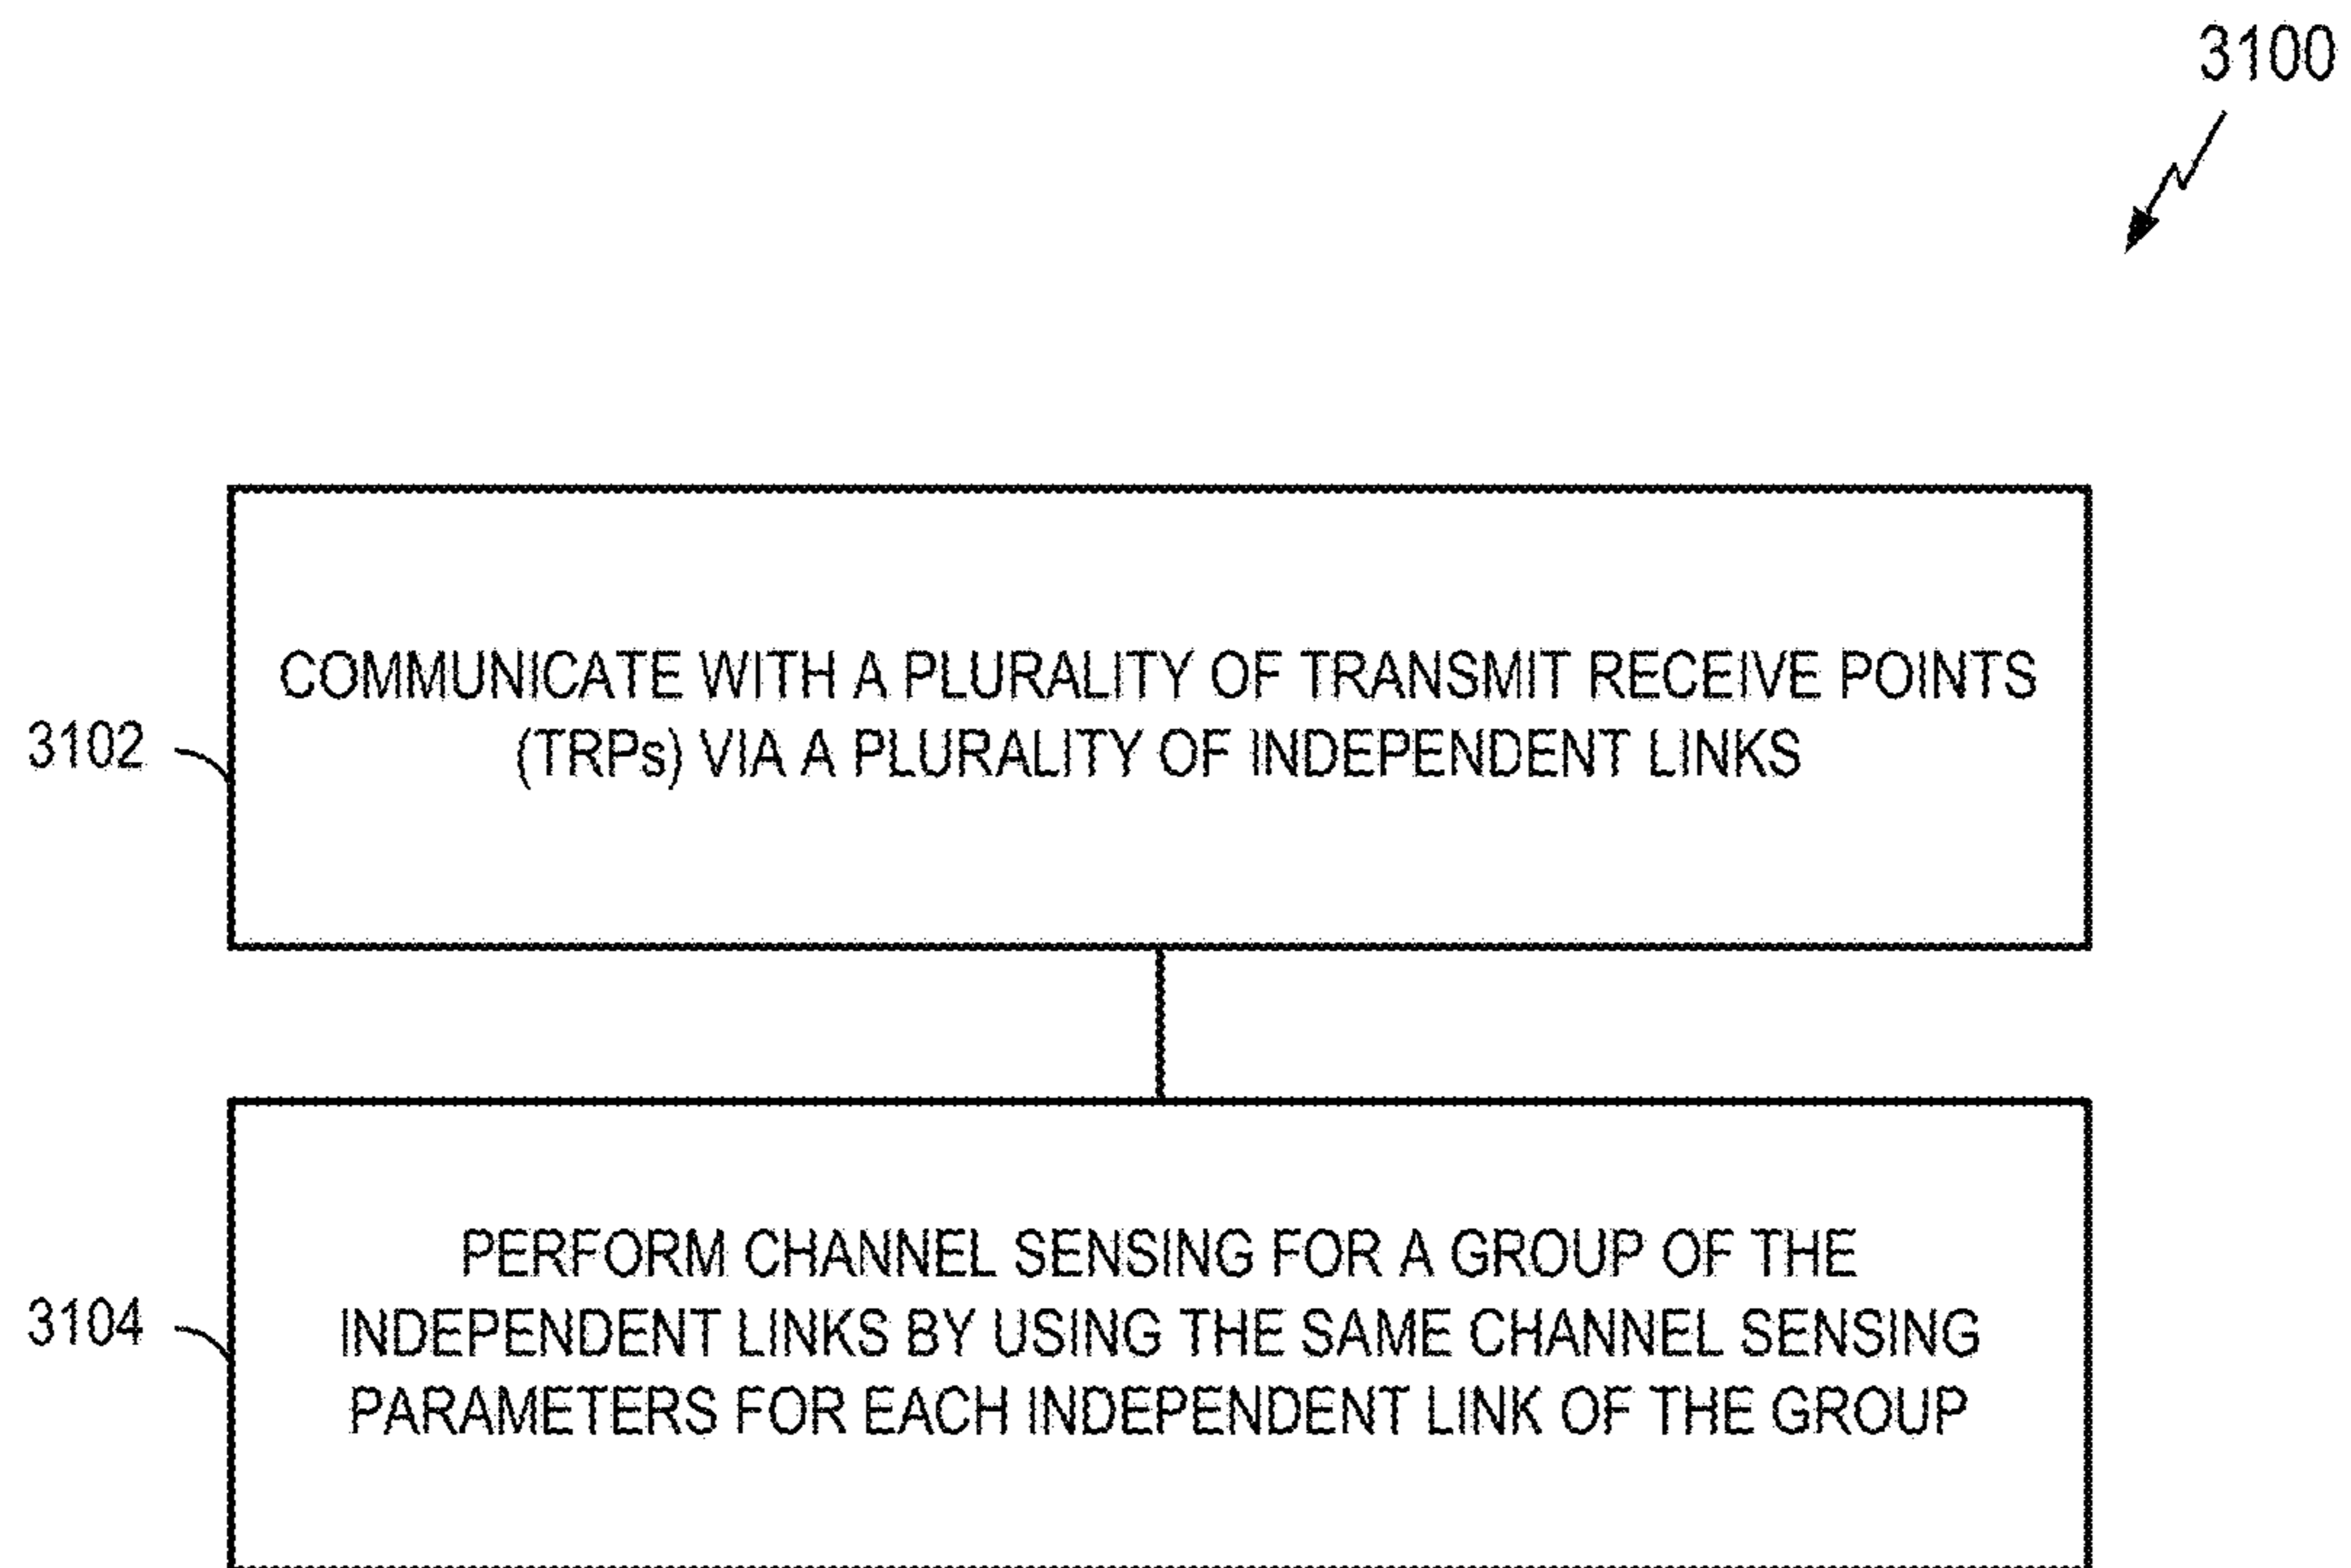 3100
COMMUNICATE WITH A PLURALITY OF TRANSMIT RECEIVE POINTS
(TRPs) VIA A PLURALITY OF INDEPENDENT LINKS
3102
PERFORM CHANNEL SENSING FOR A GROUP OF THE
INDEPENDENT LINKS BY USING THE SAME CHANNEL SENSING
PARAMETERS FOR EACH INDEPENDENT LINK OF THE GROUP
3104